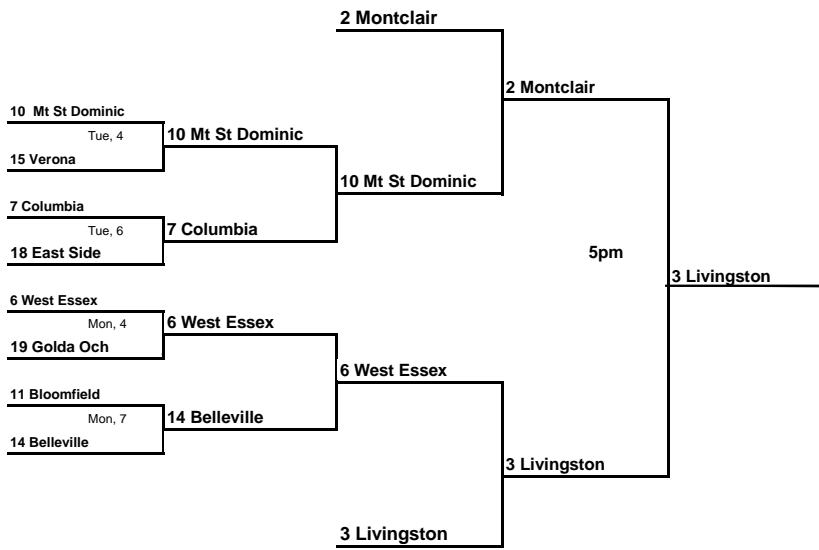 2 Montclair
2 Montclair
10 Mt St Dominic
Tue, 4
10 Mt St Dominic
15 Verona
10 Mt St Dominic
7 Columbia
Tue, 6
7 Columbia
18 East Side
5pm
3 Livingston
6 West Essex
Mon, 4
6 West Essex
19 Golda Och
6 West Essex
11 Bloomfield
Mon, 7
14 Belleville
14 Belleville
3 Livingston
3 Livingston